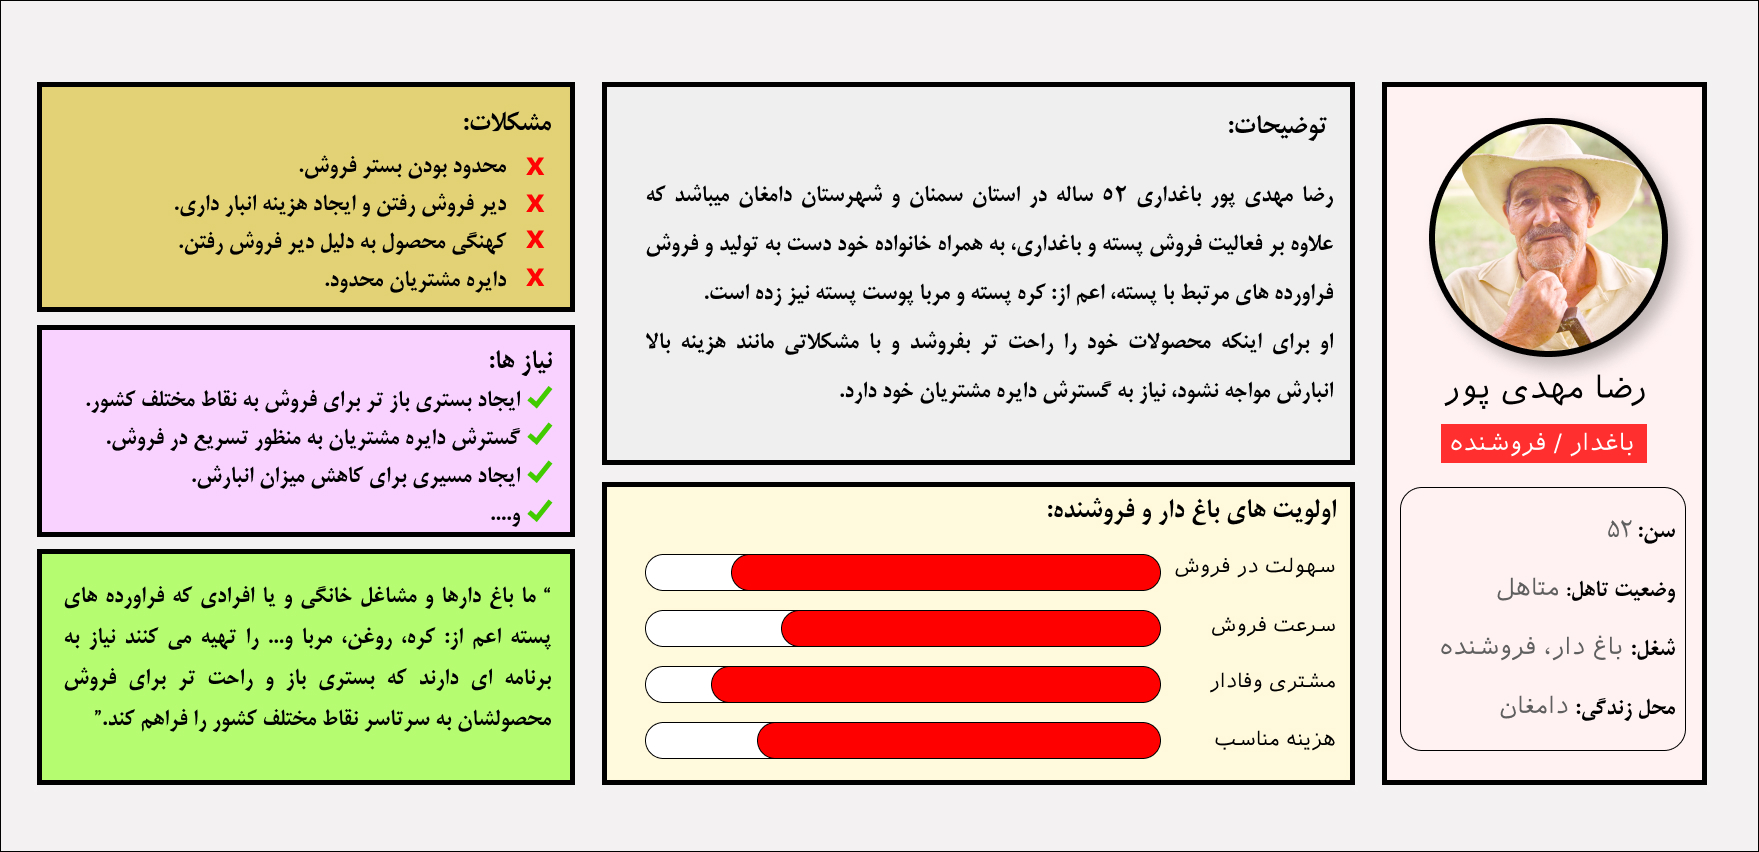 رضا مهدی پور
باغدار / فروشنده
سن: ۵۲
وضعیت تاهل: متاهل
شغل: باغ دار، فروشنده
محل زندگی: دامغان
توضیحات:
رضا مهدی پور باغداری ۵۲ ساله در استان سمنان و شهرستان دامغان میباشد که
علاوه بر فعالیت فروش پسته و باغداری، به همراه خانواده خود دست به تولید و فروش
فراورده های مرتبط با پسته، اعم از: کره پسته و مربا پوست پسته نیز زده است.
او برای اینکه محصولات خود را راحت تر بفروشد و با مشکلاتی مانند هزینه بالا
انبارش مواجه نشود، نیاز به گسترش دایره مشتریان خود دارد.
اولویت های باغ دار و فروشنده:
سهولت در فروش
سرعت فروش
مشتری وفادار
هزینه مناسب
مشکلات:
x محدود بودن بستر فروش.
x دیر فروش رفتن و ایجاد هزینه انبار داری.
x کهنگی محصول به دلیل دیر فروش رفتن.
x دایره مشتریان محدود.
نیاز ها:
✓ ایجاد بستری باز تر برای فروش به نقاط مختلف کشور.
✓ گسترش دایره مشتریان به منظور تسریع در فروش.
✓ ایجاد مسیری برای کاهش میزان انبارش.
✓ و....
“ ما باغ دارها و مشاغل خانگی و یا افرادی که فراورده های
پسته اعم از: کره، روغن، مربا و... را تهیه می کنند نیاز به
برنامه ای دارند که بستری باز و راحت تر برای فروش
محصولشان به سرتاسر نقاط مختلف کشور را فراهم کند.”